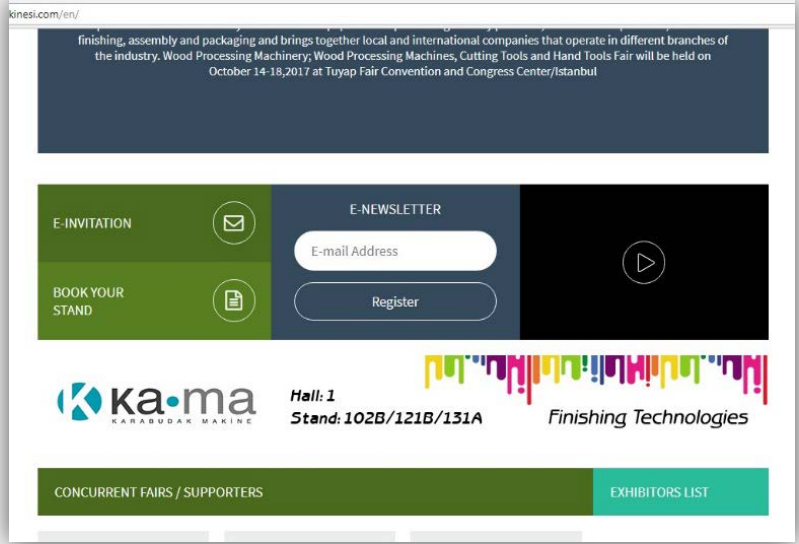 kinesi.com/en/
finishing, assembly and packaging and brings together local and international companies that operate in different branches of
the industry. Wood Processing Machinery; Wood Processing Machines, Cutting Tools and Hand Tools Fair will be held on
October 14-18,2017 at Tuyap Fair Convention and Congress Center/Istanbul
E-INVITATION
BOOK YOUR
STAND
E-NEWSLETTER
E-mail Address
Register
ka•ma
KARABUDAK MAKİNE
Hall: 1
Stand: 102B/121B/131A
Finishing Technologies
CONCURRENT FAIRS / SUPPORTERS
EXHIBITORS LIST